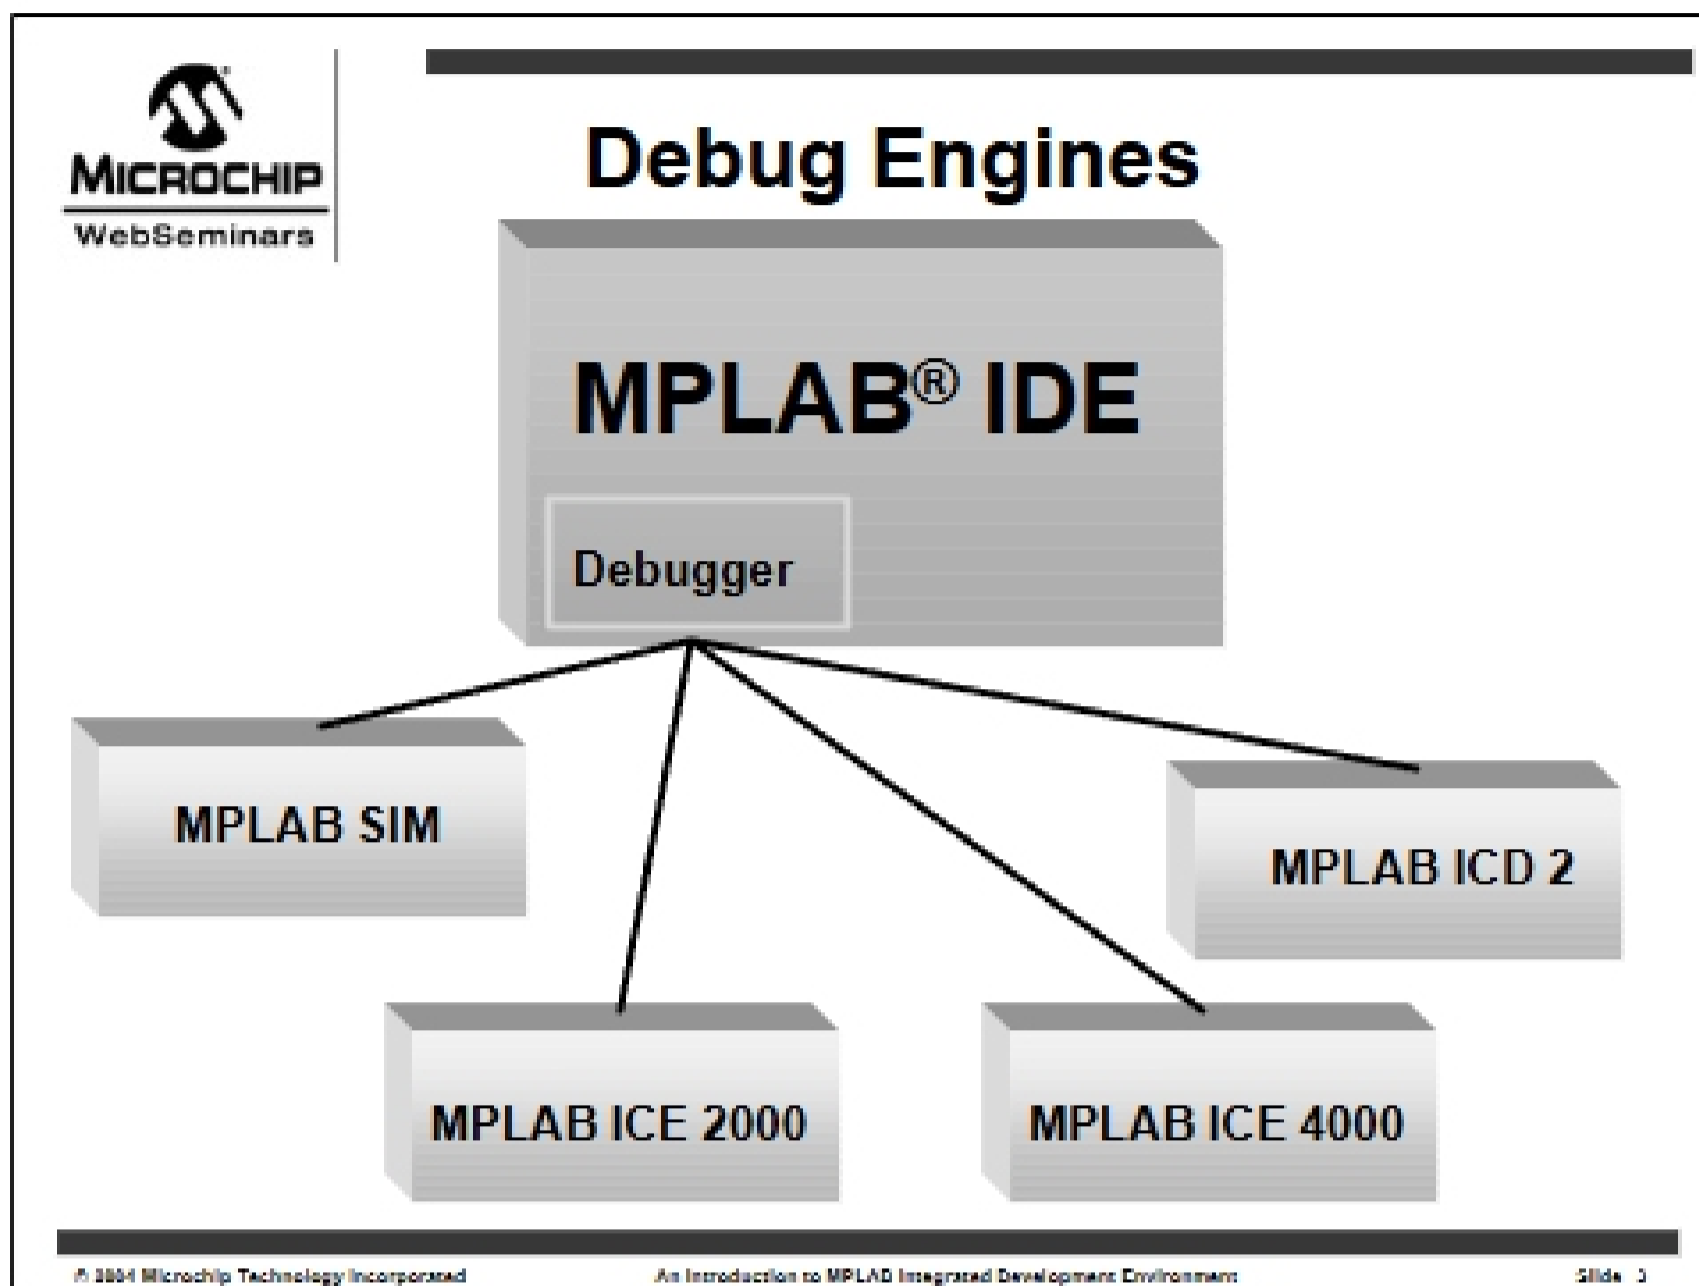 MICROCHIP
WebSeminars
Debug Engines
MPLAB® IDE
Debugger
MPLAB SIM
MPLAB ICD 2
MPLAB ICE 2000
MPLAB ICE 4000
© 2004 Microchip Technology Incorporated
An Introduction to MPLAB Integrated Development Environment
Slide